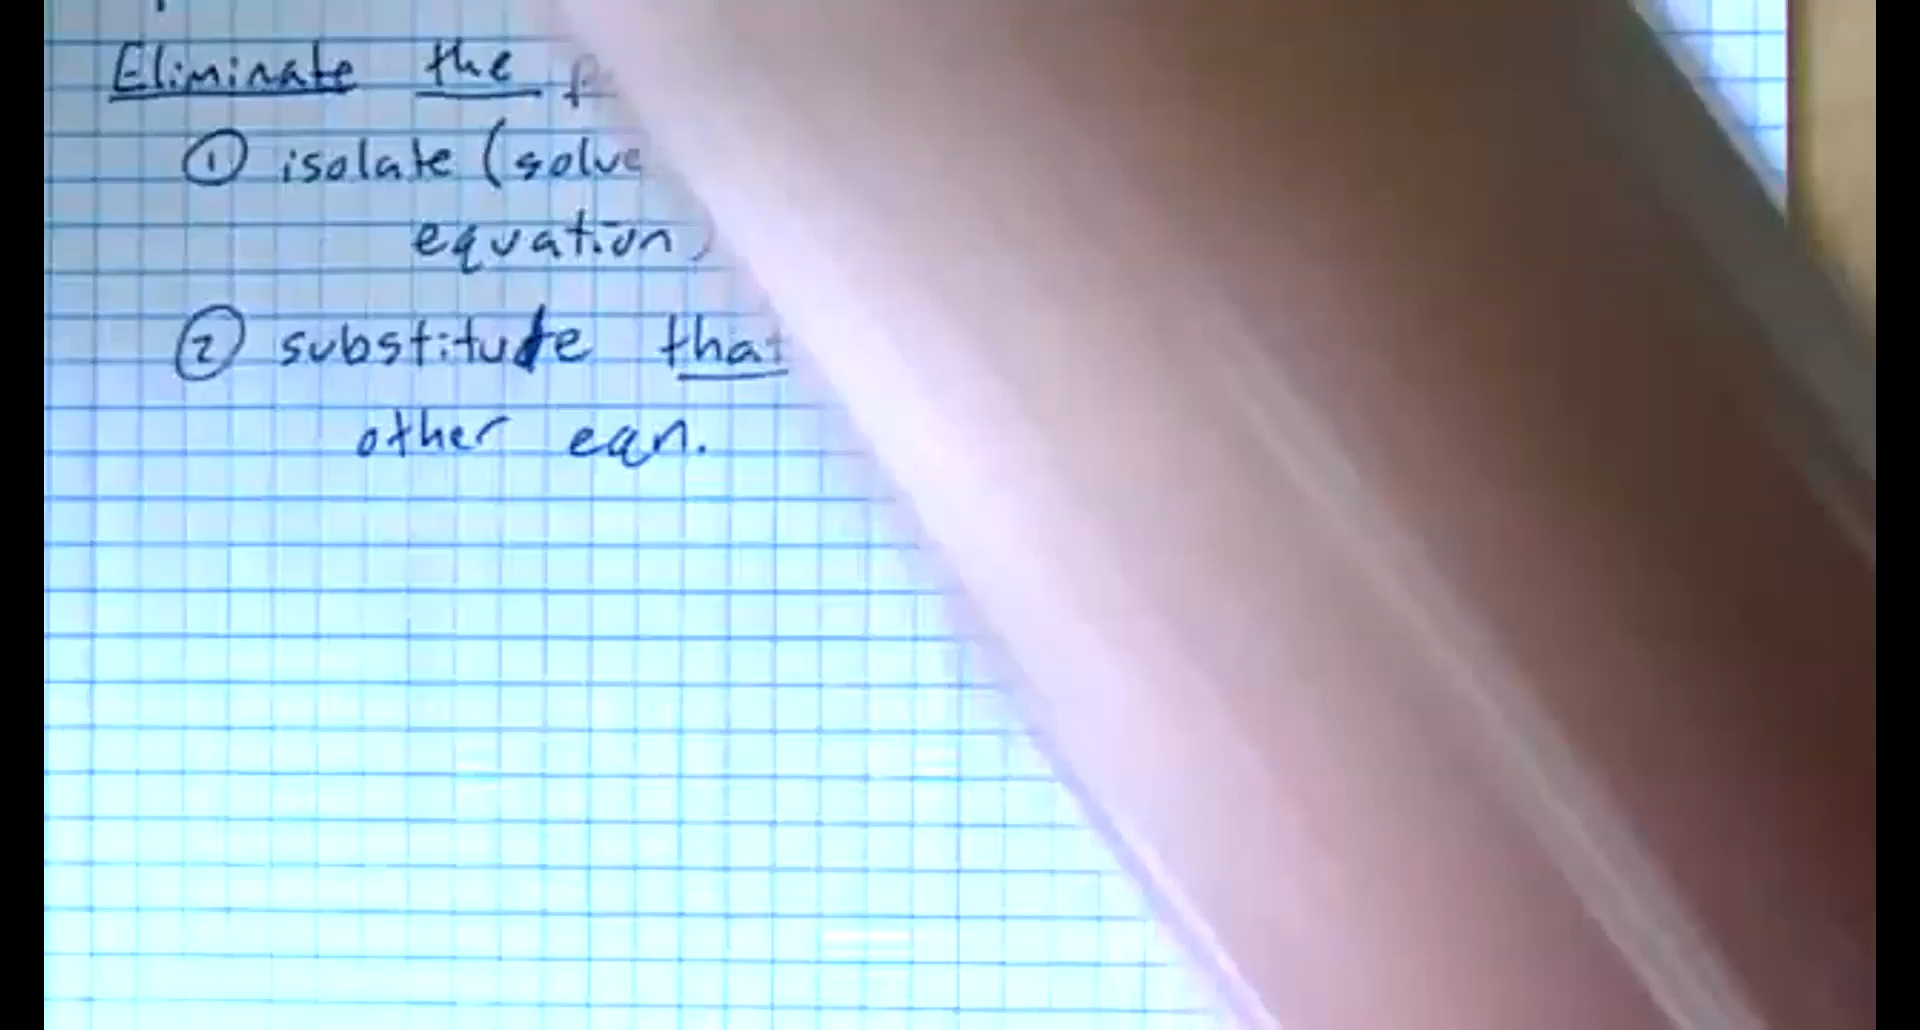 Eliminate the
① isolate (solve
equation)
② substitute that
other eqn.